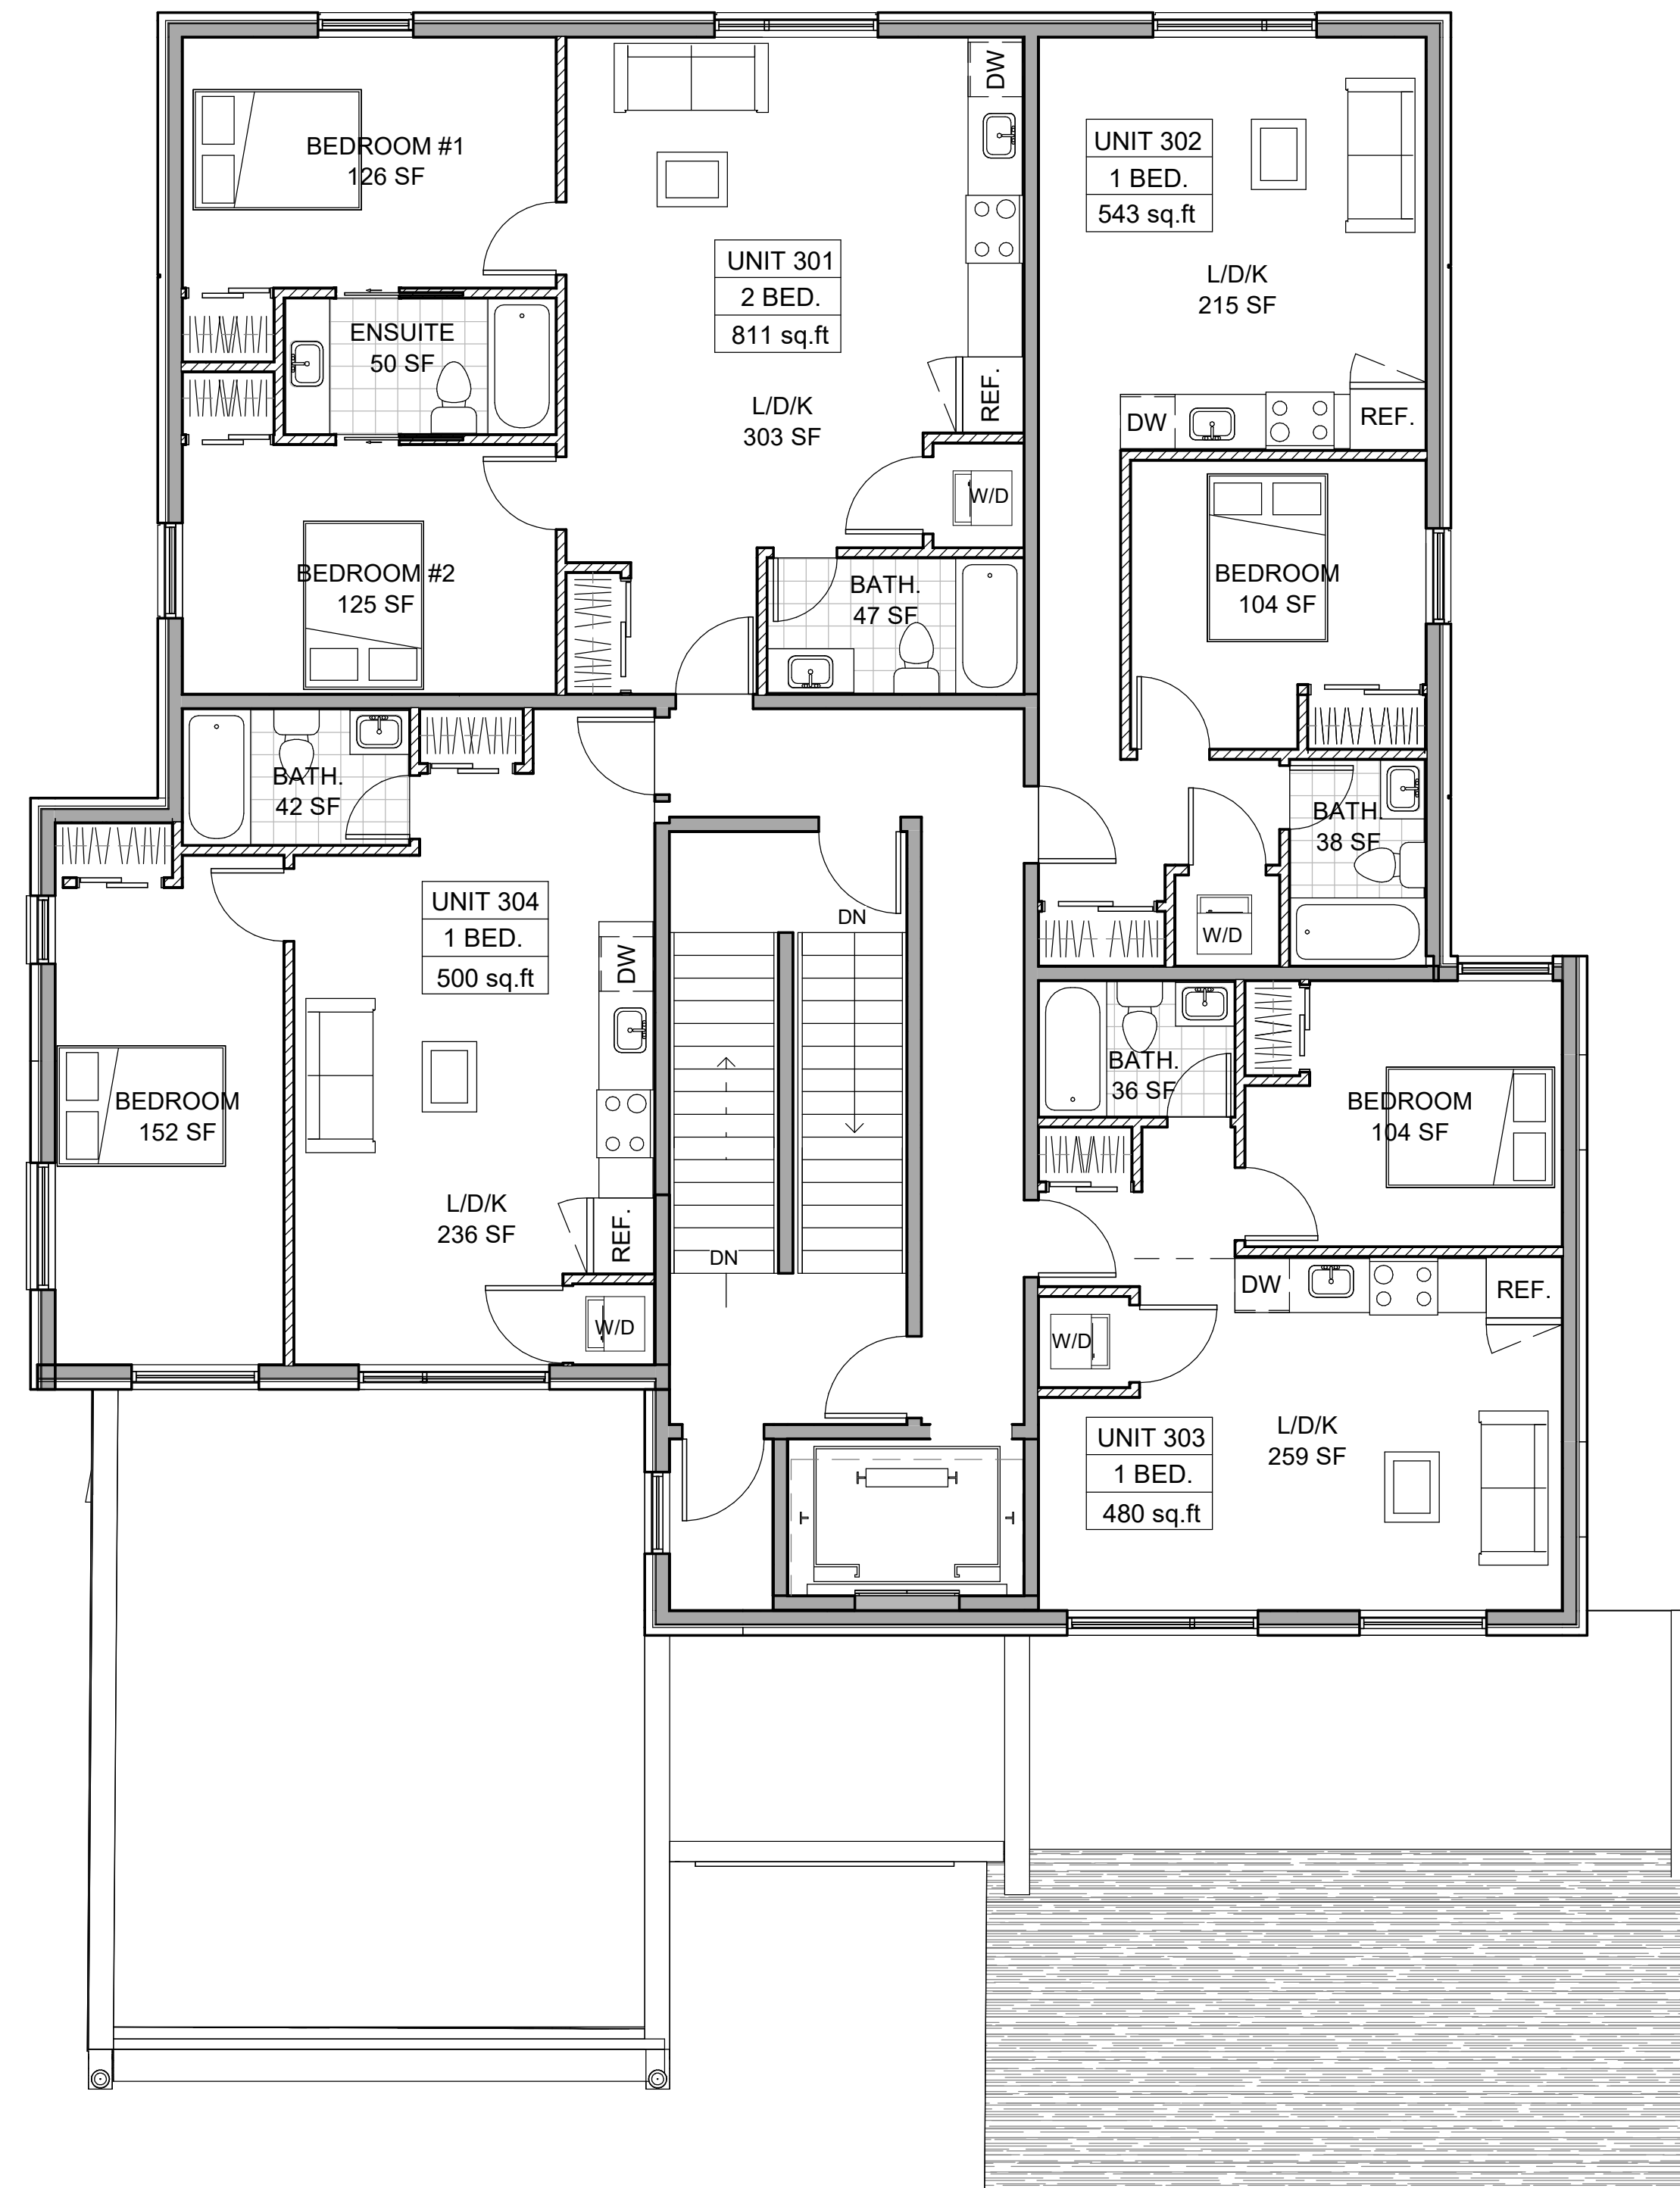 BEDROOM #1
126 SF
DW
UNIT 301
2 BED.
811 sq.ft
ENSUITE
50 SF
REF.
L/D/K
303 SF
W/D
BEDROOM #2
125 SF
BATH.
47 SF
UNIT 302
1 BED.
543 sq.ft
L/D/K
215 SF
DW
REF.
BEDROOM
104 SF
BATH.
38 SF
W/D
BATH.
42 SF
UNIT 304
1 BED.
500 sq.ft
DW
BEDROOM
152 SF
L/D/K
236 SF
REF.
W/D
DN
DN
BATH.
36 SF
BEDROOM
104 SF
DW
REF.
W/D
UNIT 303
1 BED.
480 sq.ft
L/D/K
259 SF